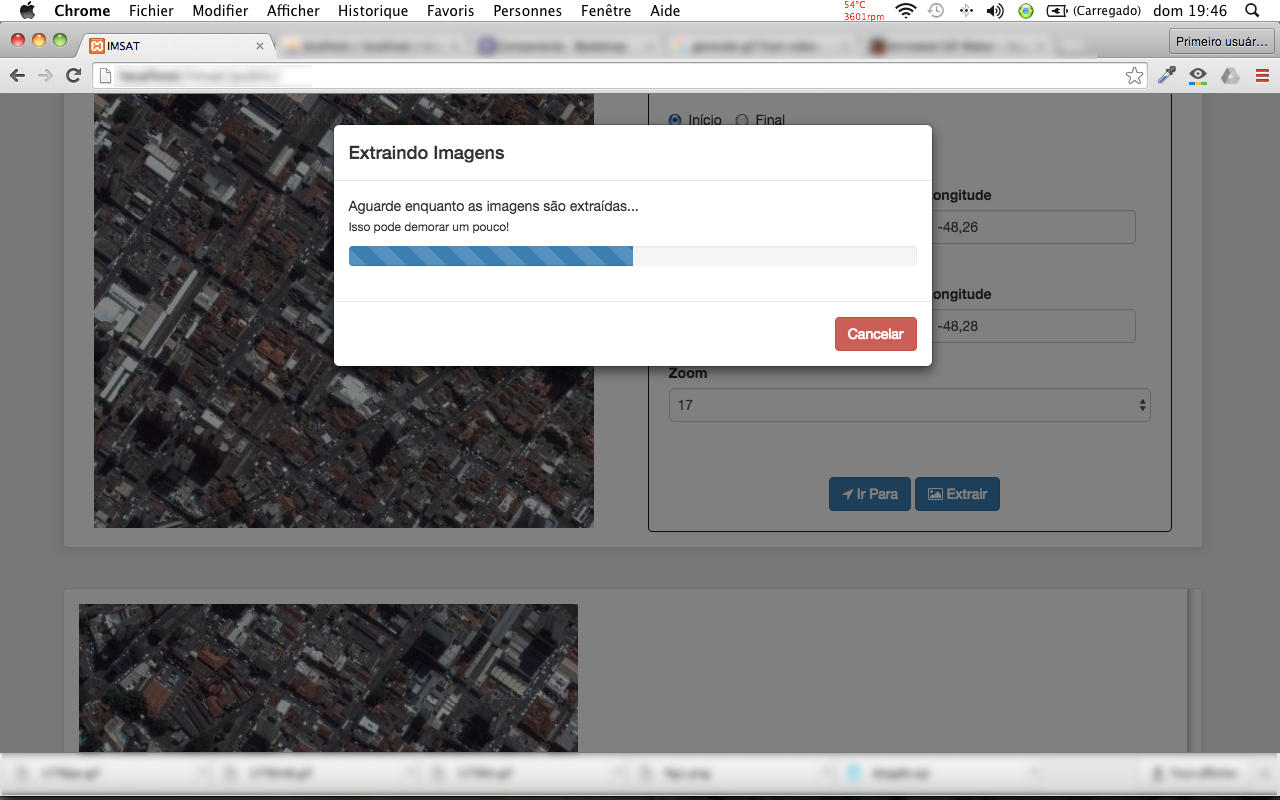 Chrome Fichier Modifier Afficher Historique Favoris Personnes Fenêtre Aide 54°C 3601rpm (Carregado) dom 19:46
IMSAT
Primeiro usuár...
Início Final
Extraindo Imagens
Aguarde enquanto as imagens são extraídas...
Isso pode demorar um pouco!
Cancelar
ongitude
-48,26
ongitude
-48,28
Zoom
17
Ir Para Extrair